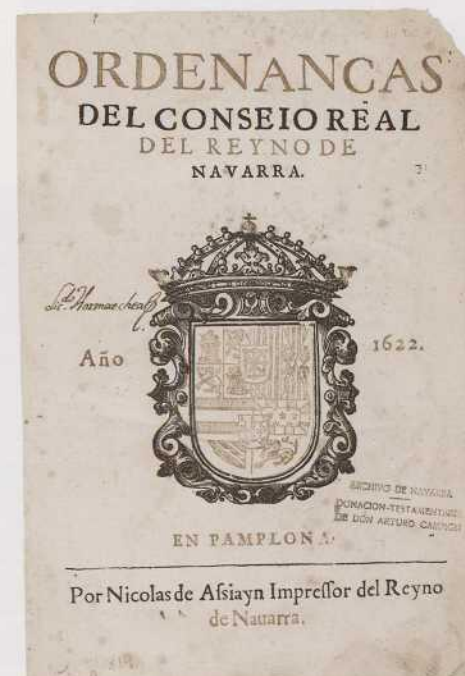 ORDENANCAS
DEL CONSEIO REAL
DEL REYNO DE
NAVARRA.
Año 1622.
EN PAMPLONA.
Por Nicolas de Assiayn Impressor del Reyno
de Nauarra.
ARCHIVO DE NAVARRA
DONACION-TESTAMENTARIA
DE DON ARTURO CAMPION